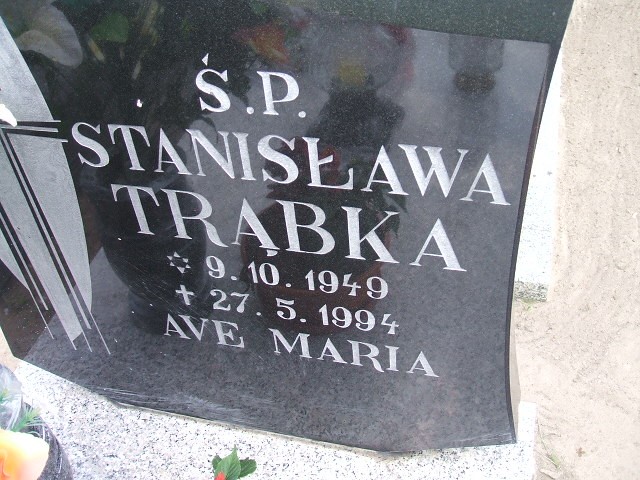 Ś.P.
STANISŁAWA
TRĄBKA
✡ 9.10.1949
✝ 27.5.1994
AVE MARIA